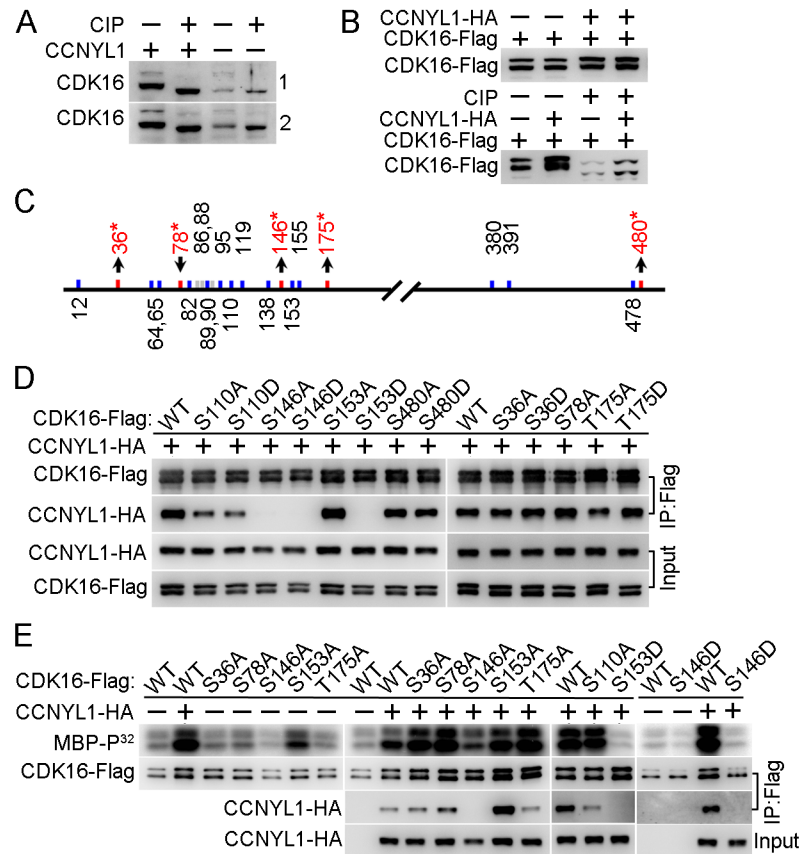 A
CIP − + − +
CCNYL1 + + − −
CDK16 1
CDK16 2
B
CCNYL1-HA − − + +
CDK16-Flag + + + +
CDK16-Flag
CIP − − + +
CCNYL1-HA − + − +
CDK16-Flag + + + +
CDK16-Flag
C
36* 78* 86,88 95 119 146* 155 175* 380 391 480*
12 64,65 82 89,90 110 138 153 478
D
CDK16-Flag: WT S110A S110D S146A S146D S153A S153D S480A S480D WT S36A S36D S78A T175A T175D
CCNYL1-HA + + + + + + + + + + + + + + +
CDK16-Flag
CCNYL1-HA
IP:Flag
CCNYL1-HA
CDK16-Flag
Input
E
CDK16-Flag: WT WT S36A S78A S146A S153A T175A WT WT S36A S78A S146A S153A T175A WT S110A S153D WT S146D WT S146D
CCNYL1-HA − + − − − − − − + + + + + + + + + − − + +
MBP-P³²
CDK16-Flag
CCNYL1-HA
IP:Flag
CCNYL1-HA Input